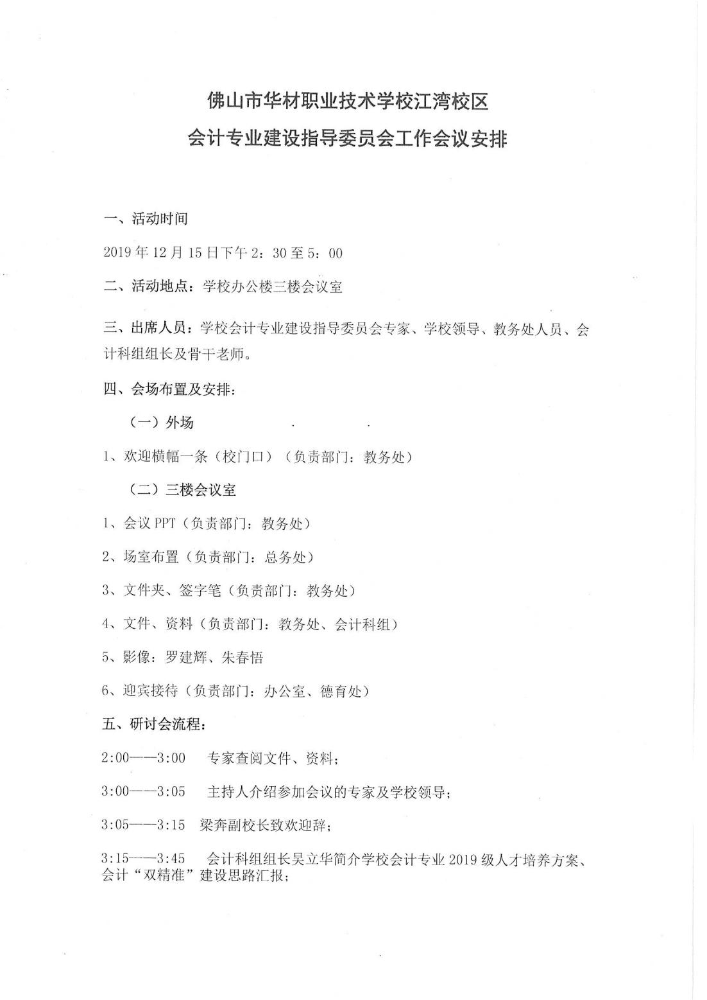 佛山市华材职业技术学校江湾校区
会计专业建设指导委员会工作会议安排
一、活动时间
2019 年 12 月 15 日下午 2：30 至 5：00
二、活动地点：学校办公楼三楼会议室
三、出席人员：学校会计专业建设指导委员会专家、学校领导、教务处人员、会
计科组组长及骨干老师。
四、会场布置及安排：
（一）外场
1、欢迎横幅一条（校门口）（负责部门：教务处）
（二）三楼会议室
1、会议 PPT（负责部门：教务处）
2、场室布置（负责部门：总务处）
3、文件夹、签字笔（负责部门：教务处）
4、文件、资料（负责部门：教务处、会计科组）
5、影像：罗建辉、朱春悟
6、迎宾接待（负责部门：办公室、德育处）
五、研讨会流程：
2:00——3:00 专家查阅文件、资料；
3:00——3:05 主持人介绍参加会议的专家及学校领导；
3:05——3:15 梁奔副校长致欢迎辞；
3:15——3:45 会计科组组长吴立华简介学校会计专业 2019 级人才培养方案、
会计“双精准”建设思路汇报；